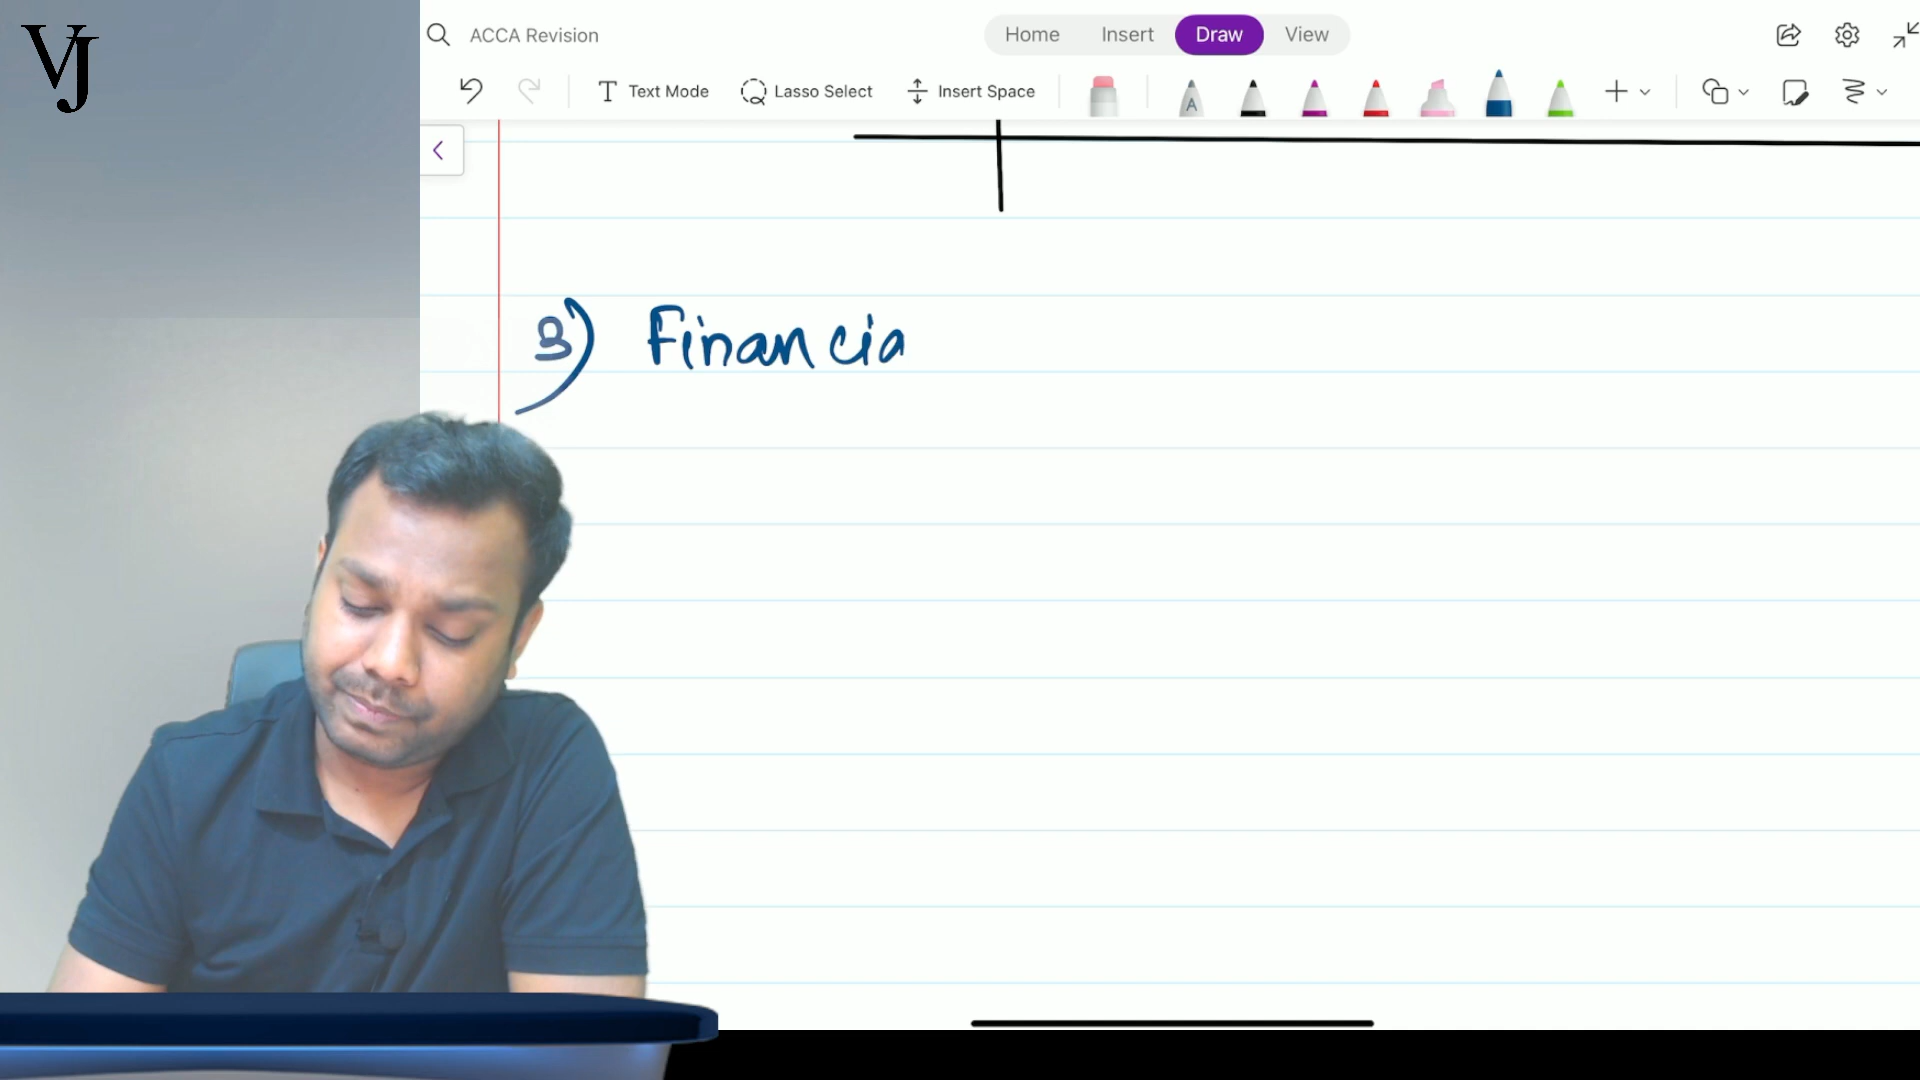 VJ
ACCA Revision
Home Insert Draw View
Text Mode Lasso Select Insert Space
A
3) Financia